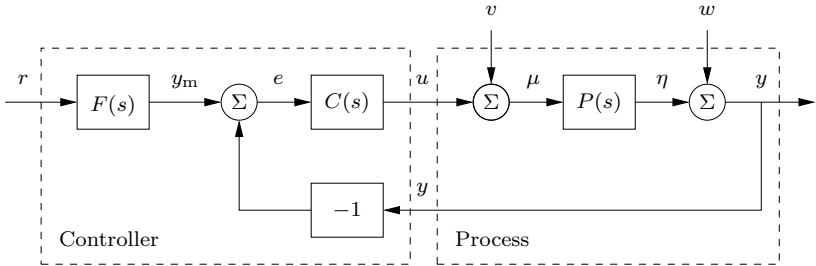 v w
r F(s) y_m Σ e C(s) u Σ μ P(s) η Σ y
−1 y
Controller Process